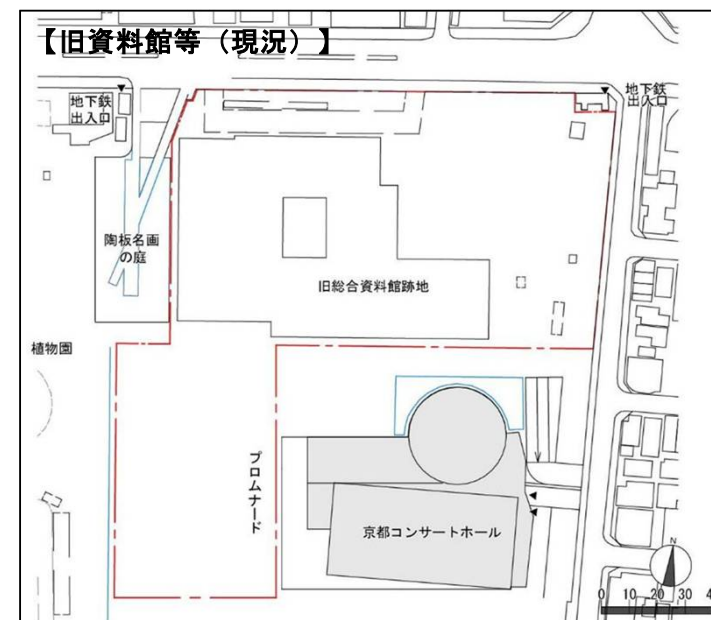 【旧資料館等（現況）】
地下鉄
出入口
地下鉄
出入口
陶板名画
の庭
旧総合資料館跡地
植物園
プロムナード
京都コンサートホール
N
0 10 20 30 4